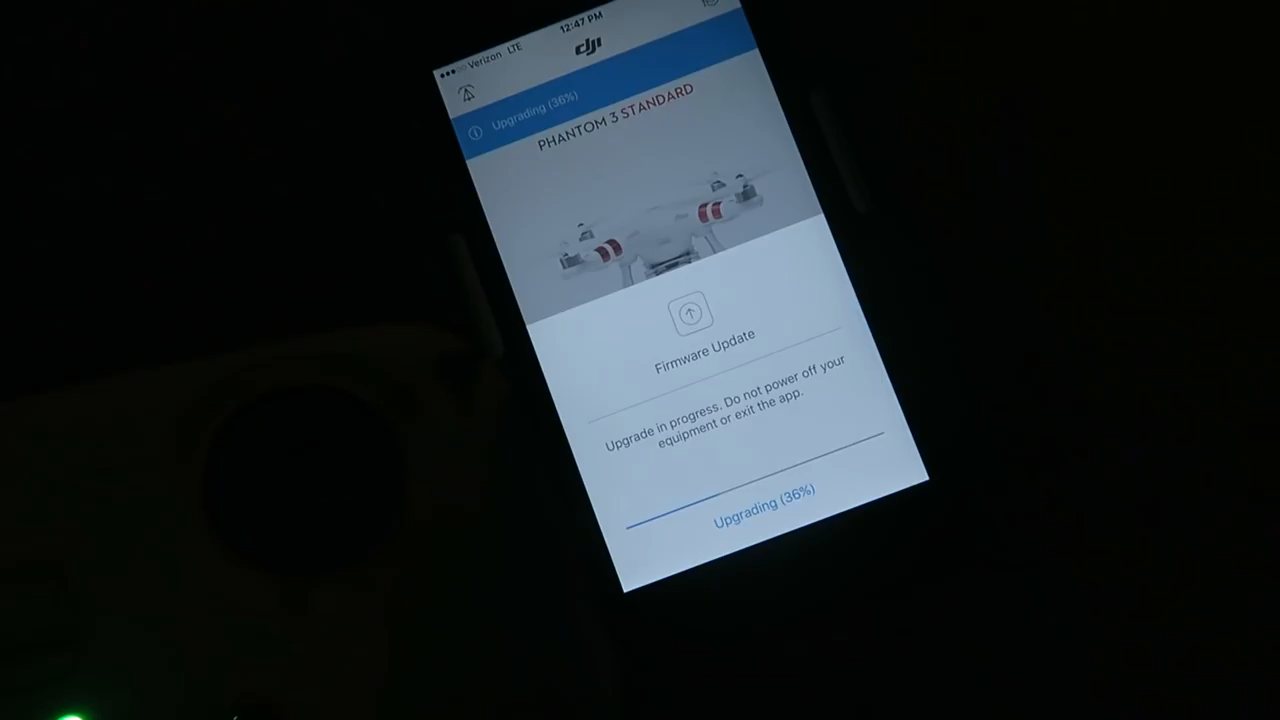 Verizon LTE
12:47 PM
dji
Upgrading (36%)
PHANTOM 3 STANDARD
Firmware Update
Upgrade in progress. Do not power off your
equipment or exit the app.
Upgrading (36%)